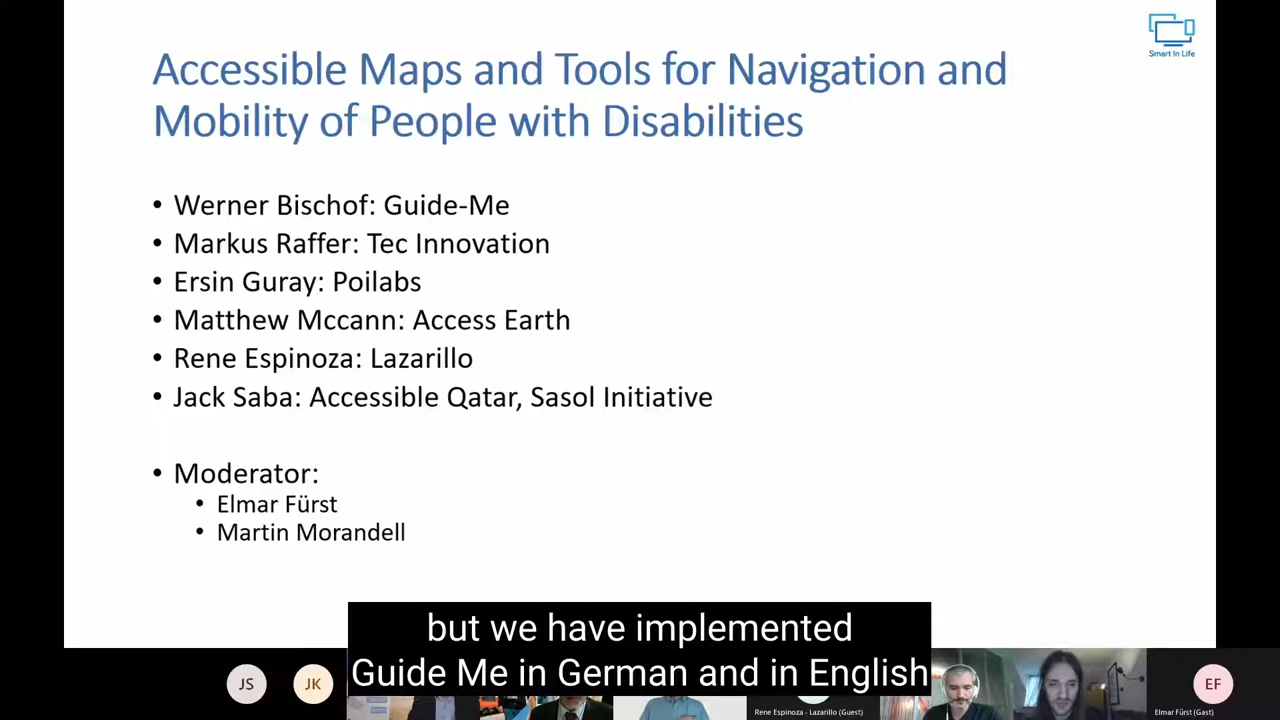 Smart In Life
Accessible Maps and Tools for Navigation and
Mobility of People with Disabilities
• Werner Bischof: Guide-Me
• Markus Raffer: Tec Innovation
• Ersin Guray: Poilabs
• Matthew Mccann: Access Earth
• Rene Espinoza: Lazarillo
• Jack Saba: Accessible Qatar, Sasol Initiative
• Moderator:
• Elmar Fürst
• Martin Morandell
but we have implemented
Guide Me in German and in English
JS
JK
EF
Rene Espinoza - Lazarillo (Guest)
Elmar Fürst (Gast)